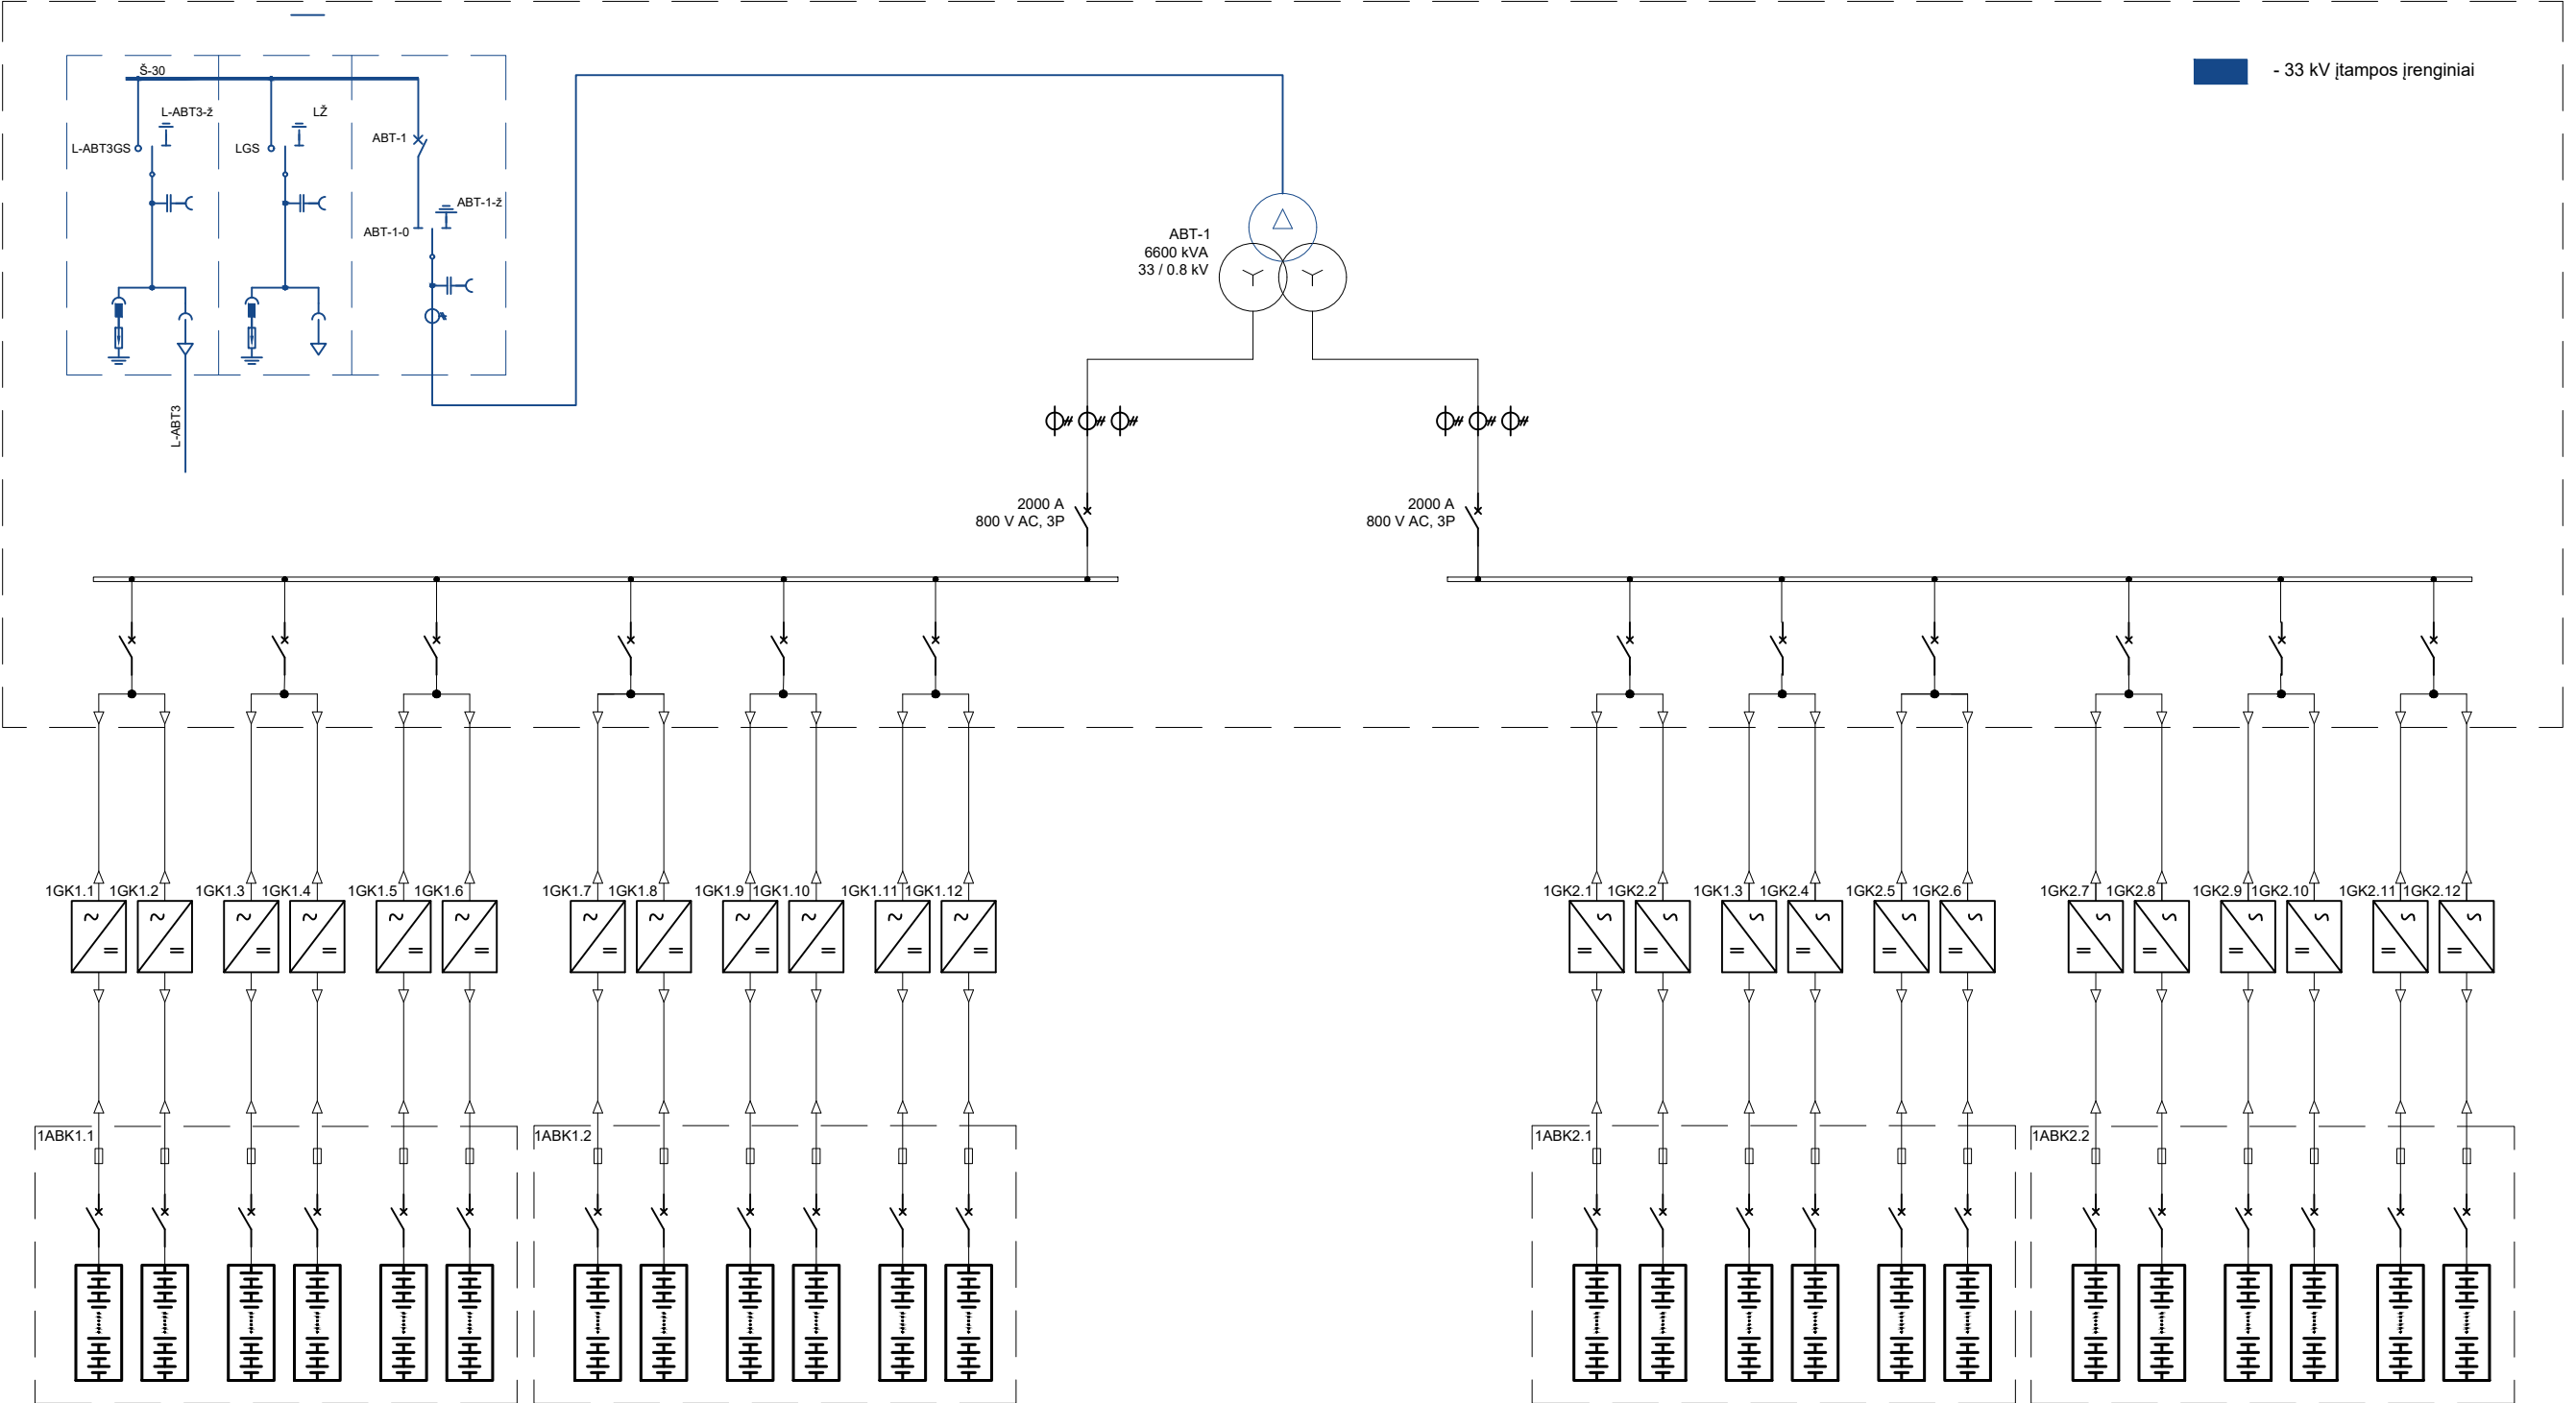 Š-30
- 33 kV įtampos įrenginiai
L-ABT3-ž
LŽ
L-ABT3GS
LGS
ABT-1
ABT-1-ž
ABT-1-0
ABT-1
6600 kVA
33 / 0.8 kV
L-ABT3
2000 A
800 V AC, 3P
2000 A
800 V AC, 3P
1GK1.1 1GK1.2 1GK1.3 1GK1.4 1GK1.5 1GK1.6 1GK1.7 1GK1.8 1GK1.9 1GK1.10 1GK1.11 1GK1.12
1GK2.1 1GK2.2 1GK1.3 1GK2.4 1GK2.5 1GK2.6 1GK2.7 1GK2.8 1GK2.9 1GK2.10 1GK2.11 1GK2.12
1ABK1.1
1ABK1.2
1ABK2.1
1ABK2.2